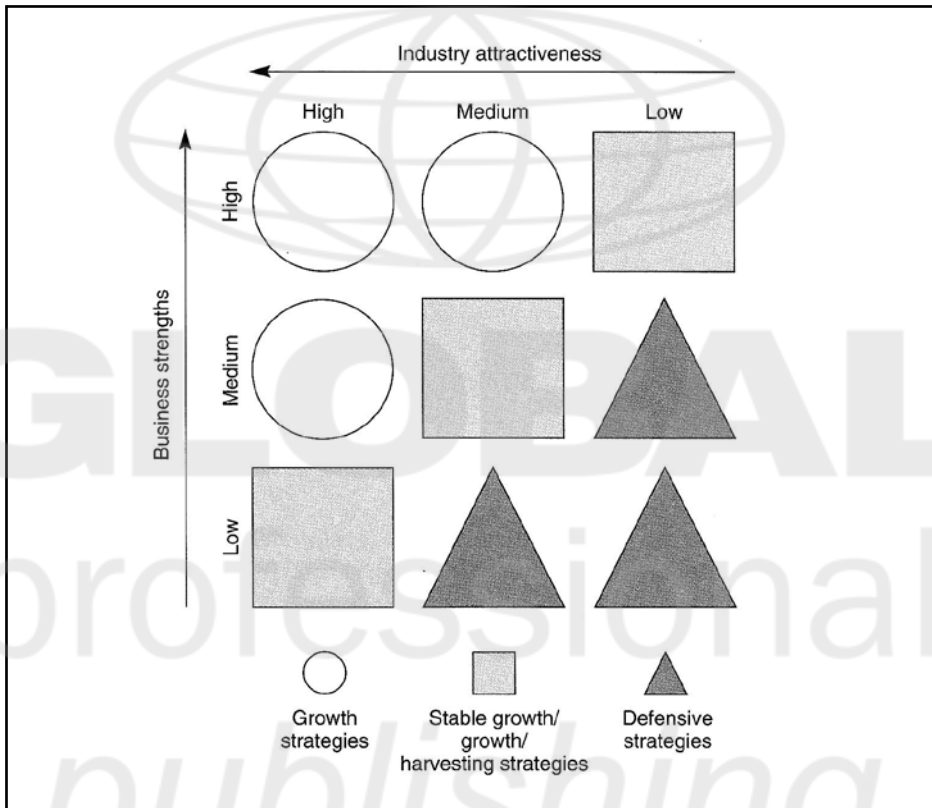 Industry attractiveness
High
Medium
Low
Business strengths
High
Medium
Low
Growth
strategies
Stable growth/
growth/
harvesting strategies
Defensive
strategies
GLOBAL
professional
publishing